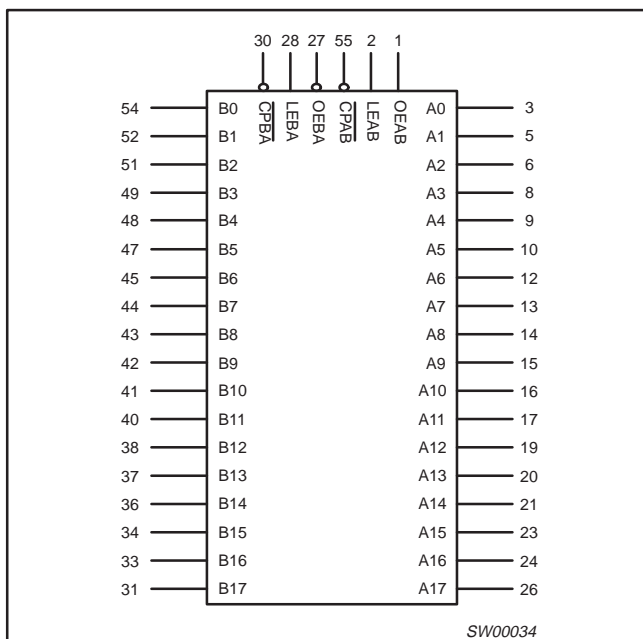 30 28 27 55 2 1
CPBA LEBA OEBA CPAB LEAB OEAB
54 B0 A0 3
52 B1 A1 5
51 B2 A2 6
49 B3 A3 8
48 B4 A4 9
47 B5 A5 10
45 B6 A6 12
44 B7 A7 13
43 B8 A8 14
42 B9 A9 15
41 B10 A10 16
40 B11 A11 17
38 B12 A12 19
37 B13 A13 20
36 B14 A14 21
34 B15 A15 23
33 B16 A16 24
31 B17 A17 26
SW00034